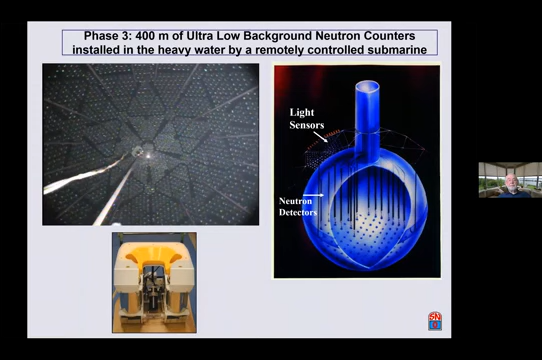 Phase 3: 400 m of Ultra Low Background Neutron Counters
installed in the heavy water by a remotely controlled submarine
Light
Sensors
Neutron
Detectors
SN